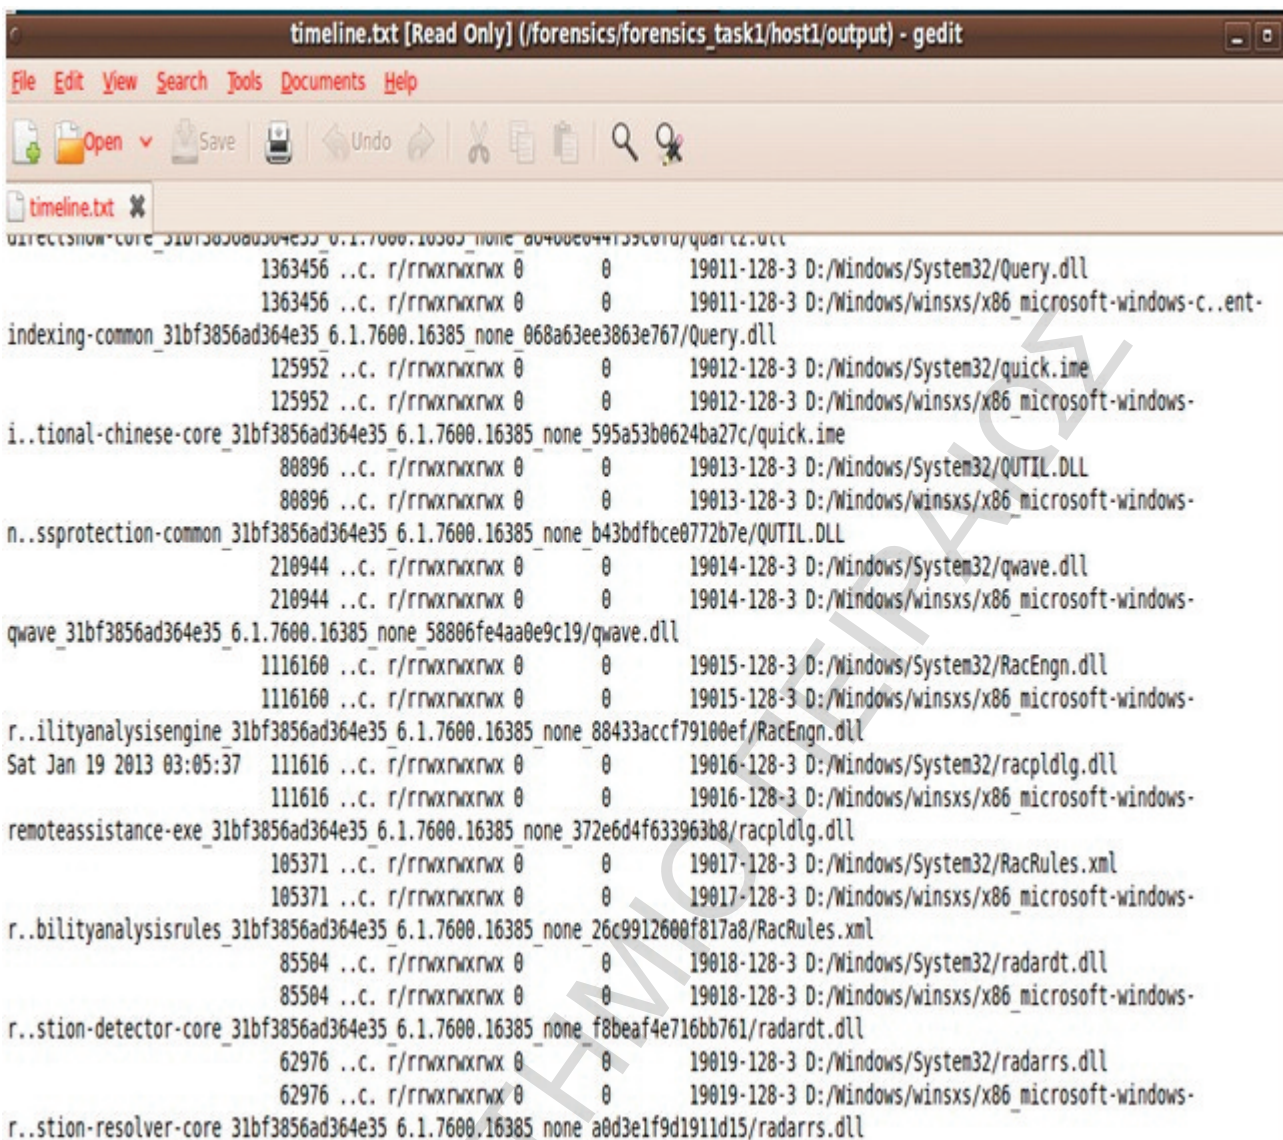 timeline.txt [Read Only] (/forensics/forensics_task1/host1/output) - gedit
File Edit View Search Tools Documents Help
Open Save Undo
timeline.txt
1363456 ..c. r/rrwxrwxrwx 0 0 19011-128-3 D:/Windows/System32/Query.dll
1363456 ..c. r/rrwxrwxrwx 0 0 19011-128-3 D:/Windows/winsxs/x86_microsoft-windows-c..ent-
indexing-common_31bf3856ad364e35_6.1.7600.16385_none_068a63ee3863e767/Query.dll
125952 ..c. r/rrwxrwxrwx 0 0 19012-128-3 D:/Windows/System32/quick.ime
125952 ..c. r/rrwxrwxrwx 0 0 19012-128-3 D:/Windows/winsxs/x86_microsoft-windows-
i..tional-chinese-core_31bf3856ad364e35_6.1.7600.16385_none_595a53b0624ba27c/quick.ime
80896 ..c. r/rrwxrwxrwx 0 0 19013-128-3 D:/Windows/System32/QUTIL.DLL
80896 ..c. r/rrwxrwxrwx 0 0 19013-128-3 D:/Windows/winsxs/x86_microsoft-windows-
n..ssprotection-common_31bf3856ad364e35_6.1.7600.16385_none_b43bdfbce0772b7e/QUTIL.DLL
210944 ..c. r/rrwxrwxrwx 0 0 19014-128-3 D:/Windows/System32/qwave.dll
210944 ..c. r/rrwxrwxrwx 0 0 19014-128-3 D:/Windows/winsxs/x86_microsoft-windows-
qwave_31bf3856ad364e35_6.1.7600.16385_none_58806fe4aa0e9c19/qwave.dll
1116160 ..c. r/rrwxrwxrwx 0 0 19015-128-3 D:/Windows/System32/RacEngn.dll
1116160 ..c. r/rrwxrwxrwx 0 0 19015-128-3 D:/Windows/winsxs/x86_microsoft-windows-
r..ilityanalysisengine_31bf3856ad364e35_6.1.7600.16385_none_88433accf79100ef/RacEngn.dll
Sat Jan 19 2013 03:05:37 111616 ..c. r/rrwxrwxrwx 0 0 19016-128-3 D:/Windows/System32/racpldlg.dll
111616 ..c. r/rrwxrwxrwx 0 0 19016-128-3 D:/Windows/winsxs/x86_microsoft-windows-
remoteassistance-exe_31bf3856ad364e35_6.1.7600.16385_none_372e6d4f633963b8/racpldlg.dll
105371 ..c. r/rrwxrwxrwx 0 0 19017-128-3 D:/Windows/System32/RacRules.xml
105371 ..c. r/rrwxrwxrwx 0 0 19017-128-3 D:/Windows/winsxs/x86_microsoft-windows-
r..bilityanalysisrules_31bf3856ad364e35_6.1.7600.16385_none_26c9912600f817a8/RacRules.xml
85504 ..c. r/rrwxrwxrwx 0 0 19018-128-3 D:/Windows/System32/radardt.dll
85504 ..c. r/rrwxrwxrwx 0 0 19018-128-3 D:/Windows/winsxs/x86_microsoft-windows-
r..stion-detector-core_31bf3856ad364e35_6.1.7600.16385_none_f8beaf4e716bb761/radardt.dll
62976 ..c. r/rrwxrwxrwx 0 0 19019-128-3 D:/Windows/System32/radarrs.dll
62976 ..c. r/rrwxrwxrwx 0 0 19019-128-3 D:/Windows/winsxs/x86_microsoft-windows-
r..stion-resolver-core_31bf3856ad364e35_6.1.7600.16385_none_a0d3e1f9d1911d15/radarrs.dll
ΠΕΙΡΑΙΩΣ